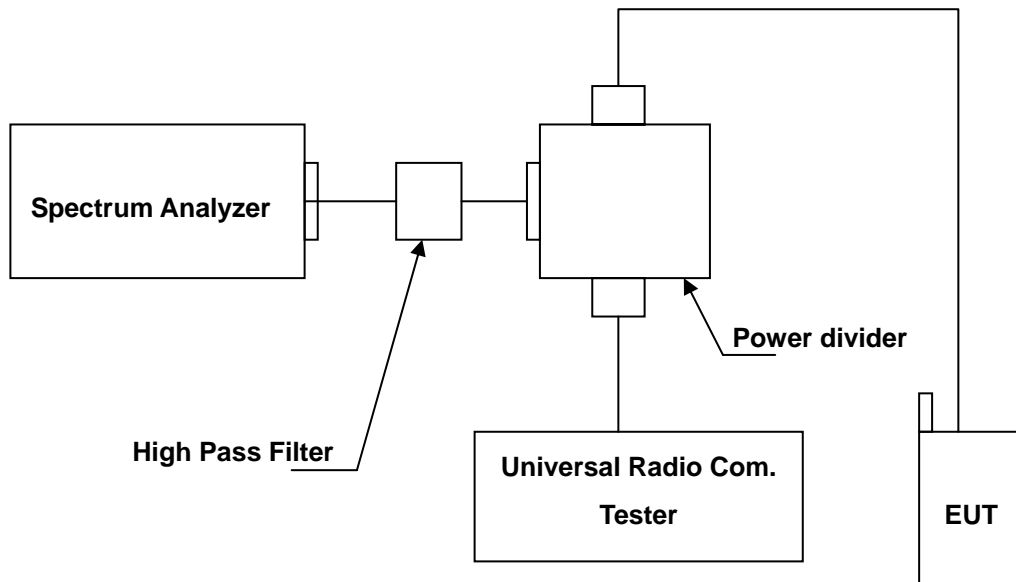 Spectrum Analyzer
Power divider
High Pass Filter
Universal Radio Com.
Tester
EUT